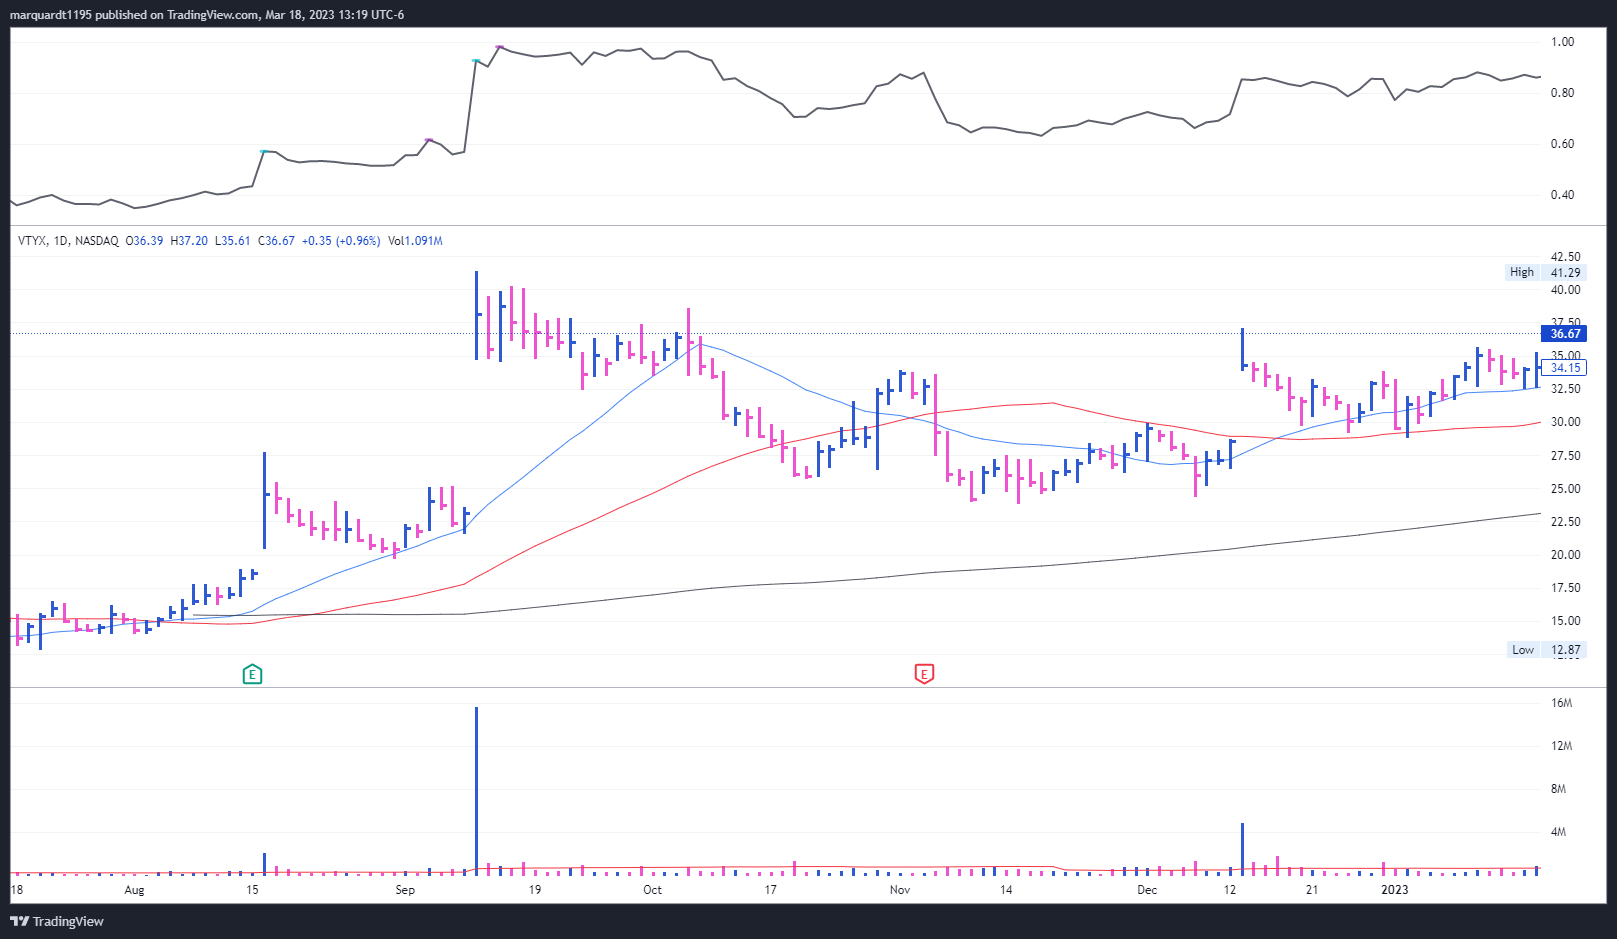 marquardt1195 published on TradingView.com, Mar 18, 2023 13:19 UTC-6
1.00
0.80
0.60
0.40
VTYX, 1D, NASDAQ O36.39 H37.20 L35.61 C36.67 +0.35 (+0.96%) Vol1.091M
42.50
High 41.29
40.00
37.50
36.67
35.00
34.15
32.50
30.00
27.50
25.00
22.50
20.00
17.50
15.00
Low 12.87
E
E
16M
12M
8M
4M
18 Aug 15 Sep 19 Oct 17 Nov 14 Dec 12 21 2023
TradingView